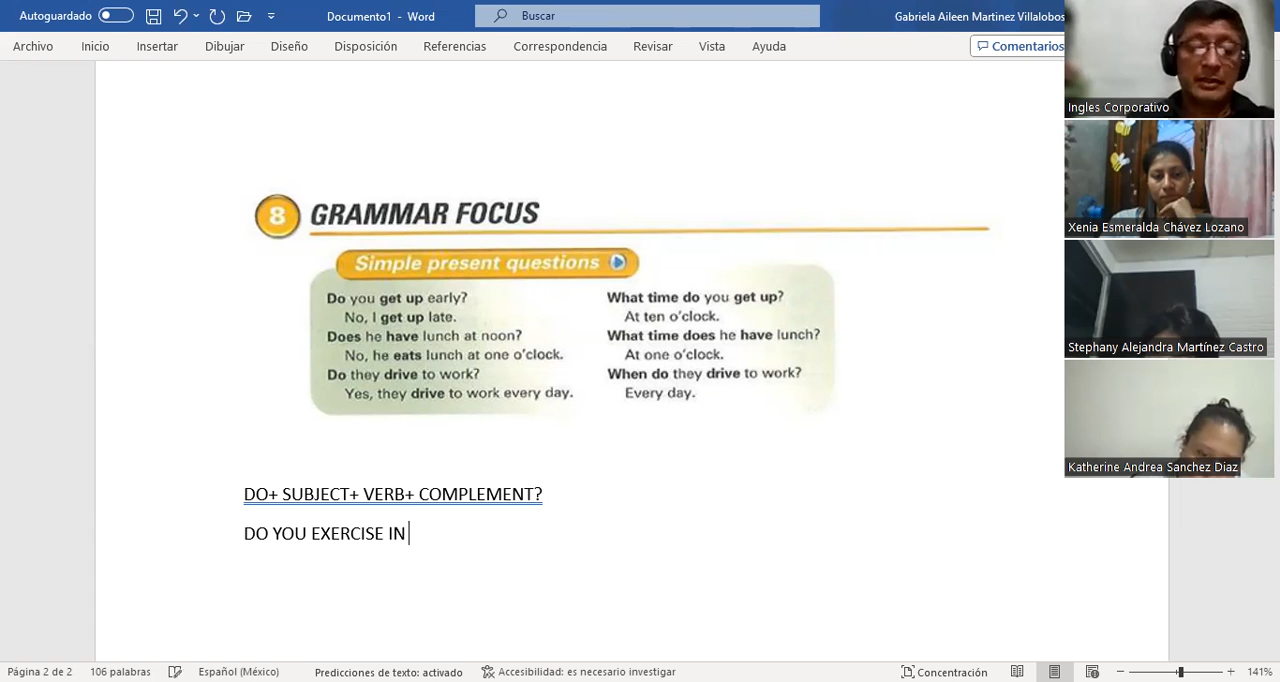 Autoguardado
Documento1 - Word
Buscar
Gabriela Aileen Martinez Villalobos
Archivo Inicio Insertar Dibujar Diseño Disposición Referencias Correspondencia Revisar Vista Ayuda
Comentarios
Ingles Corporativo
Xenia Esmeralda Chávez Lozano
Stephany Alejandra Martínez Castro
Katherine Andrea Sanchez Diaz
8 GRAMMAR FOCUS
Simple present questions
Do you get up early?
No, I get up late.
Does he have lunch at noon?
No, he eats lunch at one o'clock.
Do they drive to work?
Yes, they drive to work every day.
What time do you get up?
At ten o'clock.
What time does he have lunch?
At one o'clock.
When do they drive to work?
Every day.
DO+ SUBJECT+ VERB+ COMPLEMENT?
DO YOU EXERCISE IN
Página 2 de 2 106 palabras Español (México) Predicciones de texto: activado Accesibilidad: es necesario investigar Concentración 141%